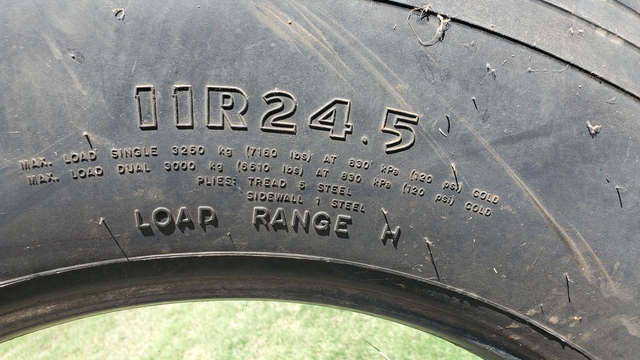 11R24.5
MAX. LOAD SINGLE 3250 kg (7160 lbs) AT 830 kPa (120 psi) COLD
MAX. LOAD DUAL 3000 kg (6610 lbs) AT 830 kPa (120 psi) COLD
PLIES: TREAD 5 STEEL
SIDEWALL 1 STEEL
LOAD RANGE H